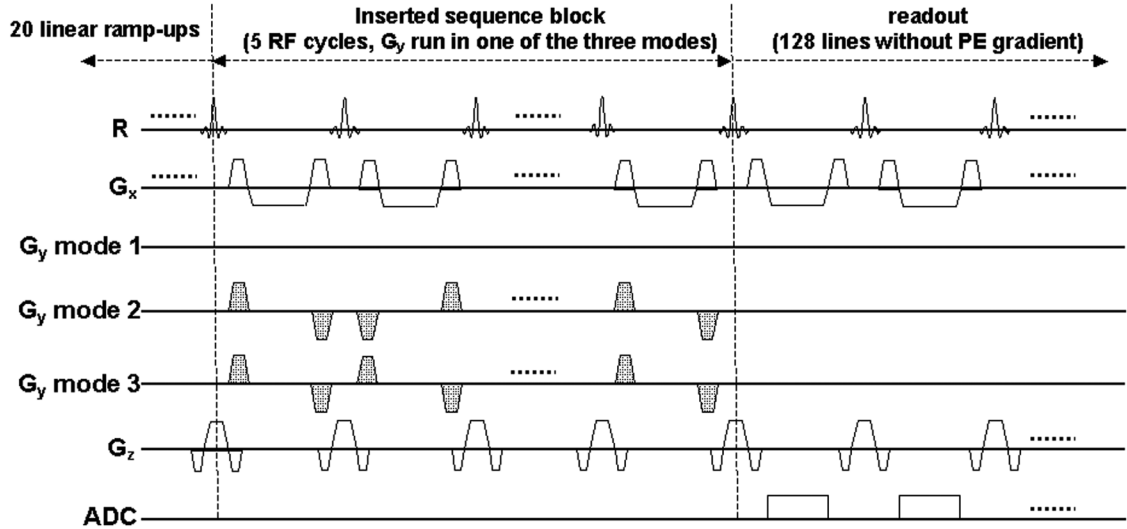 20 linear ramp-ups
Inserted sequence block
(5 RF cycles, Gy run in one of the three modes)
readout
(128 lines without PE gradient)
R
Gx
Gy mode 1
Gy mode 2
Gy mode 3
Gz
ADC